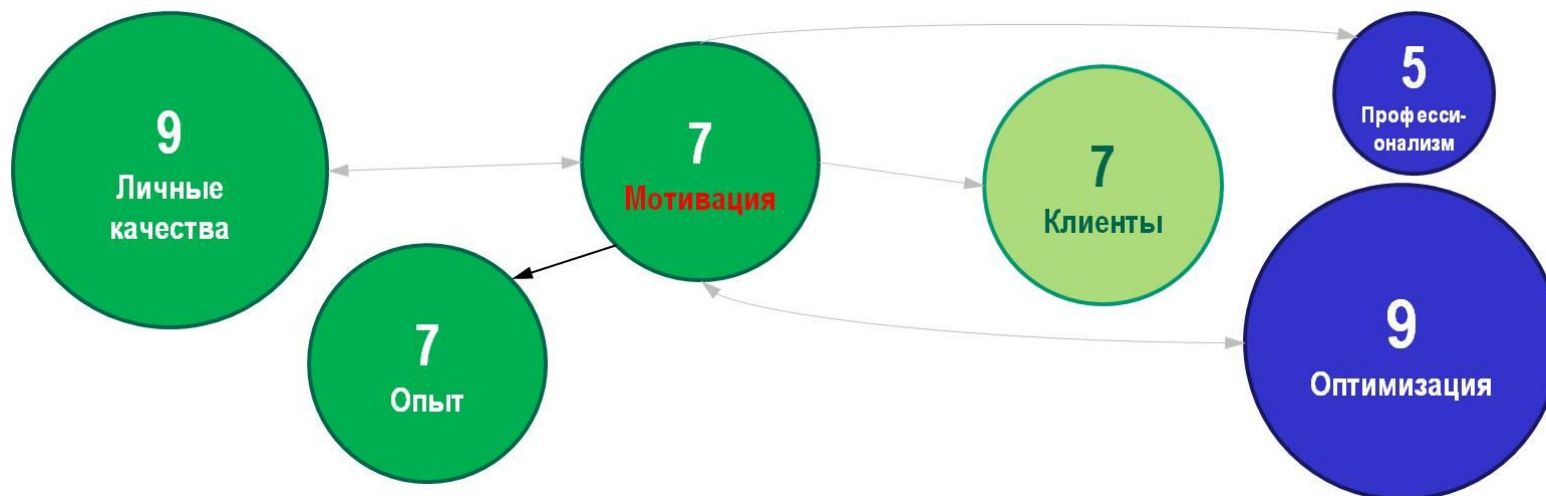 9
Личные
качества
7
Мотивация
7
Опыт
7
Клиенты
5
Професси-
онализм
9
Оптимизация